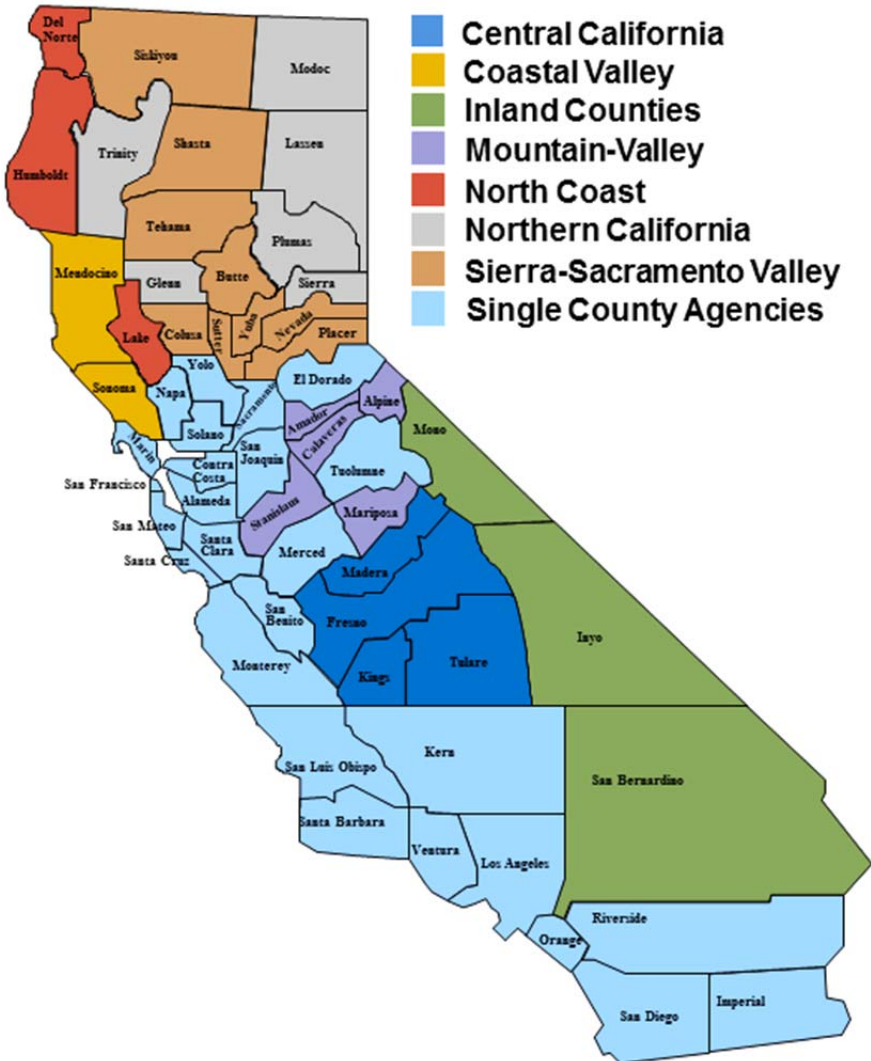 Central California
Coastal Valley
Inland Counties
Mountain-Valley
North Coast
Northern California
Sierra-Sacramento Valley
Single County Agencies
Del
Norte
Siskiyou
Modoc
Humboldt
Trinity
Shasta
Lassen
Tehama
Plumas
Mendocino
Glenn
Butte
Sierra
Lake
Colusa
Sutter
Yuba
Nevada
Placer
Sonoma
Napa
Yolo
Solano
Sacramento
El Dorado
Amador
Alpine
Calaveras
Mono
Marin
San Francisco
Contra
Costa
Alameda
San
Joaquin
Tuolumne
Stanislaus
Mariposa
San Mateo
Santa
Clara
Santa Cruz
Merced
Madera
San
Benito
Fresno
Monterey
Kings
Tulare
Inyo
San Luis Obispo
Kern
San Bernardino
Santa Barbara
Ventura
Los Angeles
Orange
Riverside
San Diego
Imperial